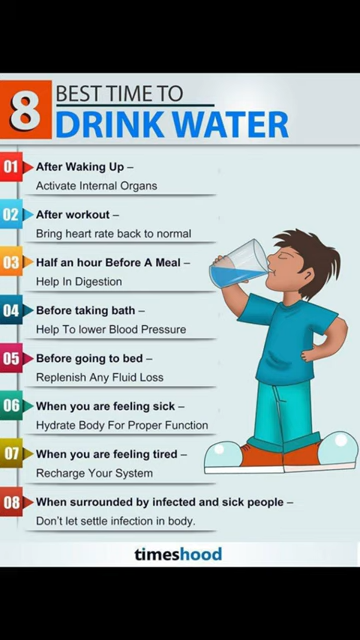 8
BEST TIME TO
DRINK WATER
01 After Waking Up –
Activate Internal Organs
02 After workout –
Bring heart rate back to normal
03 Half an hour Before A Meal –
Help In Digestion
04 Before taking bath –
Help To lower Blood Pressure
05 Before going to bed –
Replenish Any Fluid Loss
06 When you are feeling sick –
Hydrate Body For Proper Function
07 When you are feeling tired –
Recharge Your System
08 When surrounded by infected and sick people –
Don't let settle infection in body.
timeshood